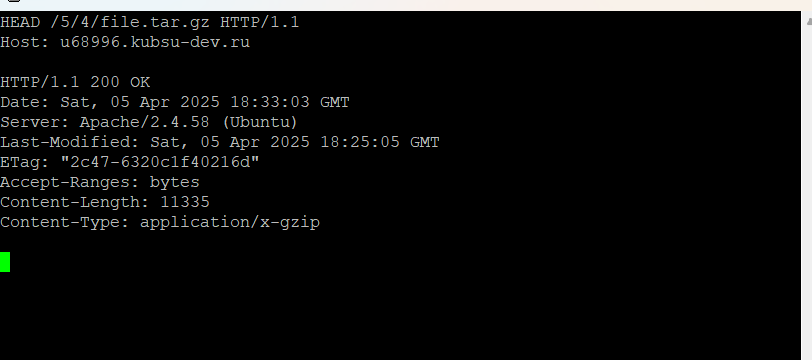 HEAD /5/4/file.tar.gz HTTP/1.1
Host: u68996.kubsu-dev.ru

HTTP/1.1 200 OK
Date: Sat, 05 Apr 2025 18:33:03 GMT
Server: Apache/2.4.58 (Ubuntu)
Last-Modified: Sat, 05 Apr 2025 18:25:05 GMT
ETag: "2c47-6320c1f40216d"
Accept-Ranges: bytes
Content-Length: 11335
Content-Type: application/x-gzip